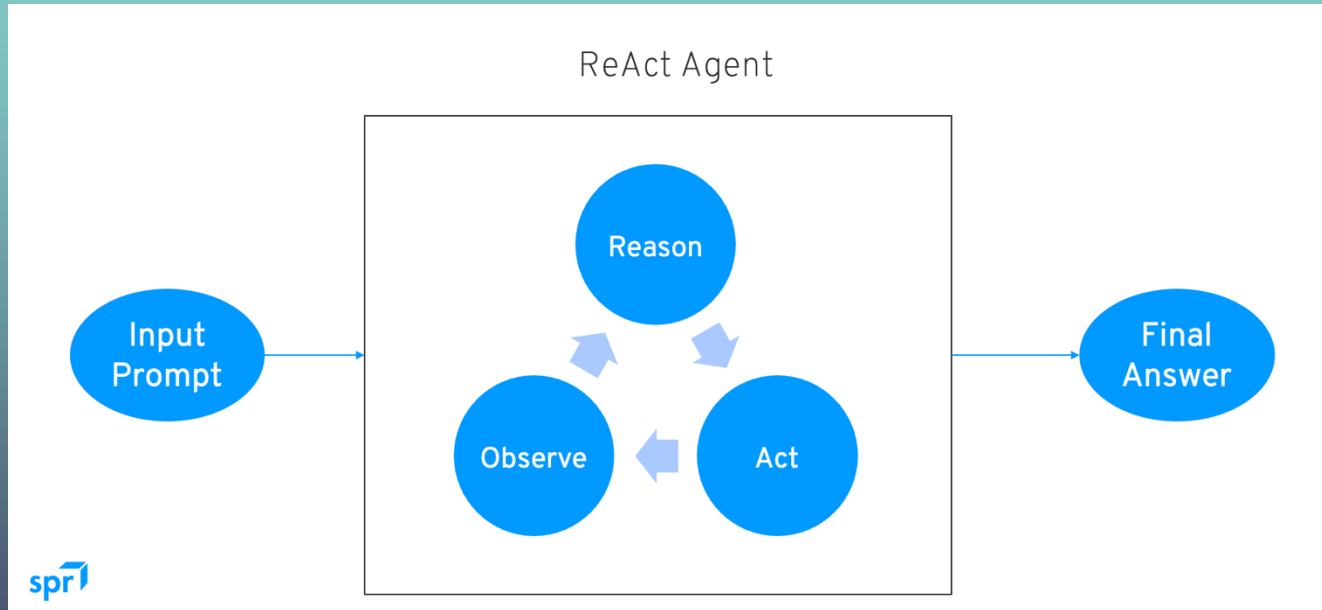 ReAct Agent
Reason
Input
Prompt
Final
Answer
Observe
Act
spr